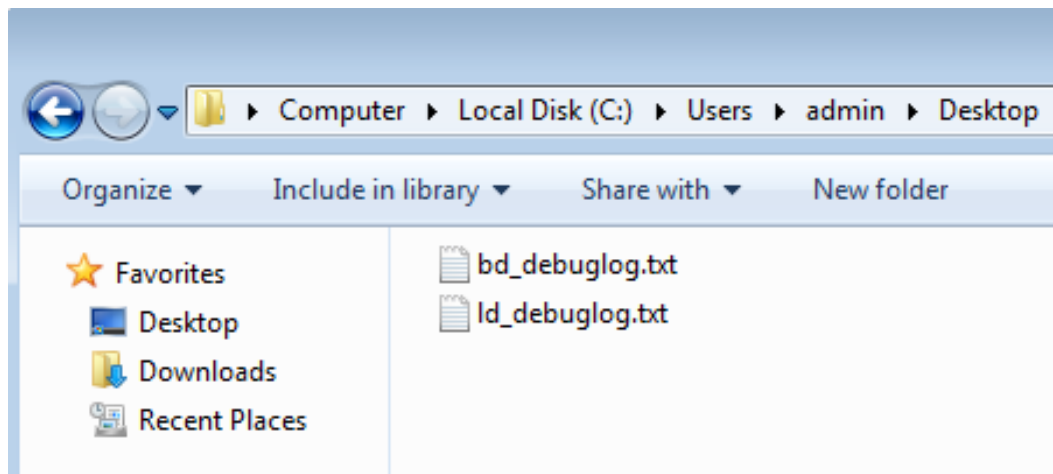 Computer Local Disk (C:) Users admin Desktop
Organize Include in library Share with New folder
Favorites
Desktop
Downloads
Recent Places
bd_debuglog.txt
ld_debuglog.txt